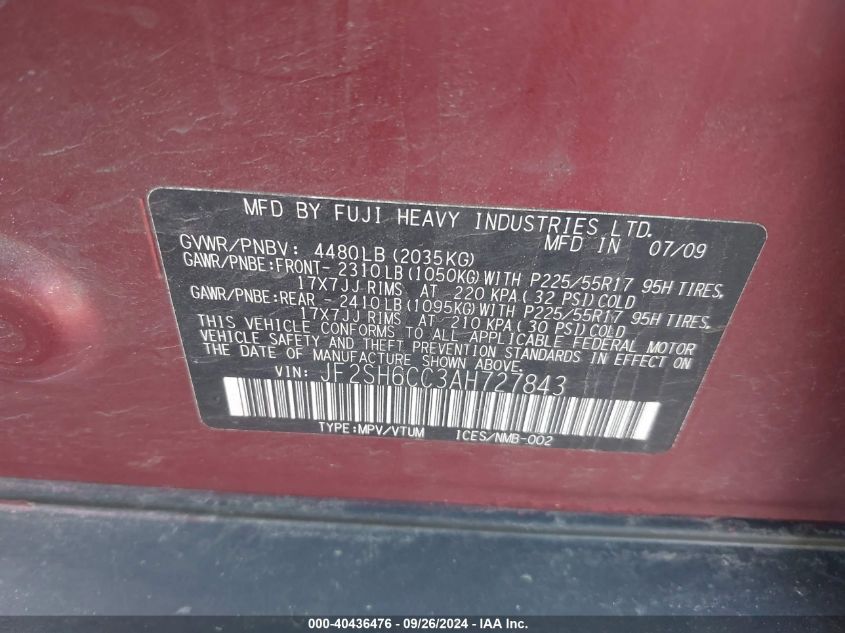 MFD BY FUJI HEAVY INDUSTRIES LTD.
MFD IN 07/09
GVWR/PNBV: 4480LB (2035KG)
GAWR/PNBE:FRONT- 2310LB (1050KG) WITH P225/55R17 95H TIRES,
17X7JJ RIMS, AT 220 KPA ( 32 PSI) COLD
GAWR/PNBE:REAR - 2410LB (1095KG) WITH P225/55R17 95H TIRES,
17X7JJ RIMS, AT 210 KPA ( 30 PSI) COLD
THIS VEHICLE CONFORMS TO ALL APPLICABLE FEDERAL MOTOR
VEHICLE SAFETY AND THEFT PREVENTION STANDARDS IN EFFECT ON
THE DATE OF MANUFACTURE SHOWN ABOVE.
VIN: JF2SH6CC3AH727843
TYPE:MPV/VTUM ICES/NMB-002
000-40436476 - 09/26/2024 - IAA Inc.